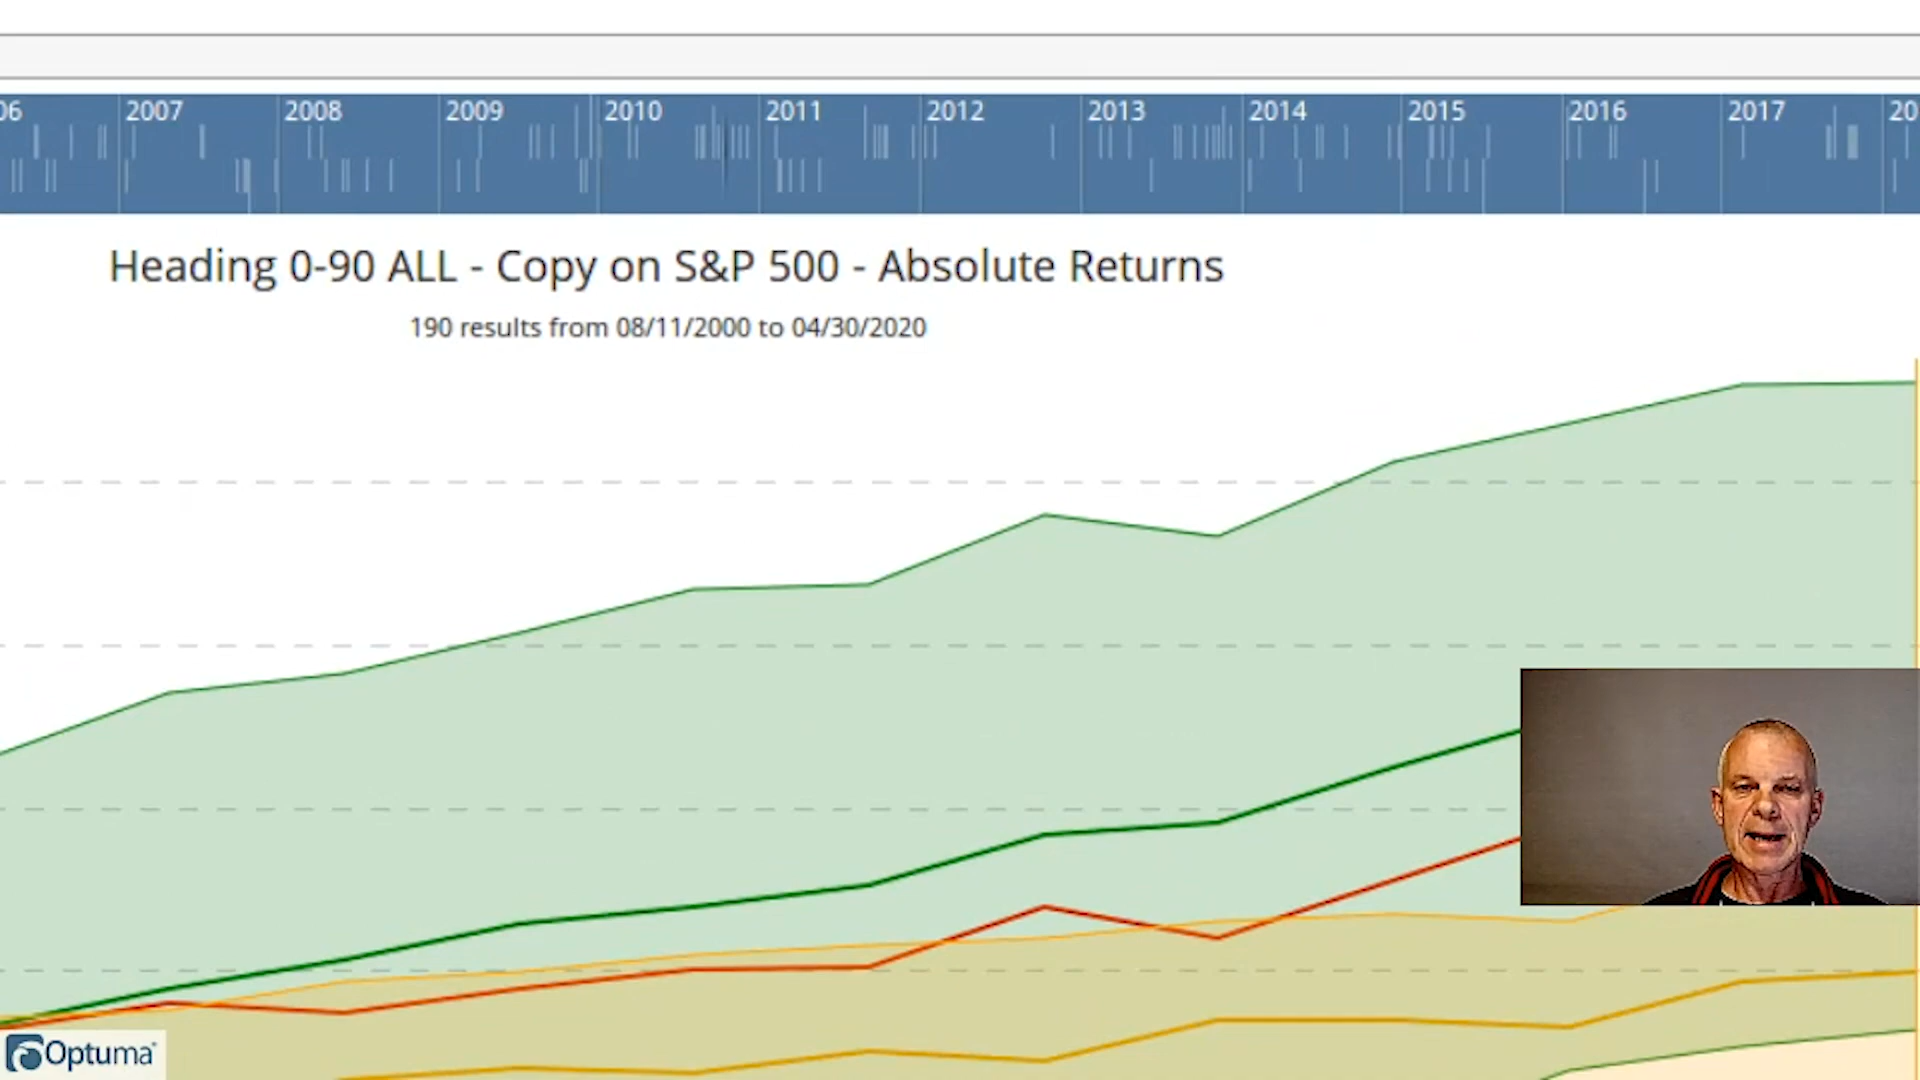 06 2007 2008 2009 2010 2011 2012 2013 2014 2015 2016 2017 20
Heading 0-90 ALL - Copy on S&P 500 - Absolute Returns
190 results from 08/11/2000 to 04/30/2020
Optuma